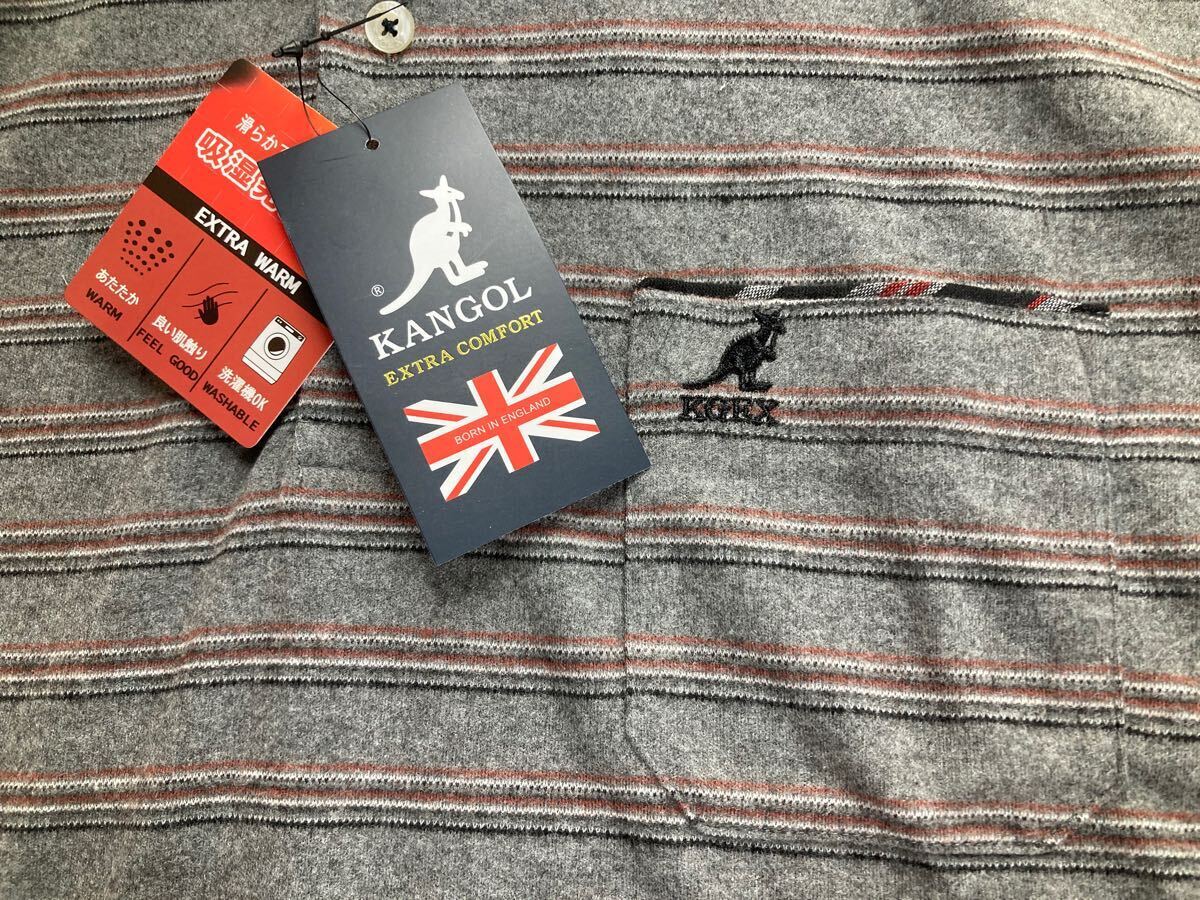 滑らかで
吸湿発
EXTRA WARM
あたたか
WARM
良い肌触り
FEEL GOOD
洗濯機OK
WASHABLE
®
KANGOL
EXTRA COMFORT
BORN IN ENGLAND
KGEX